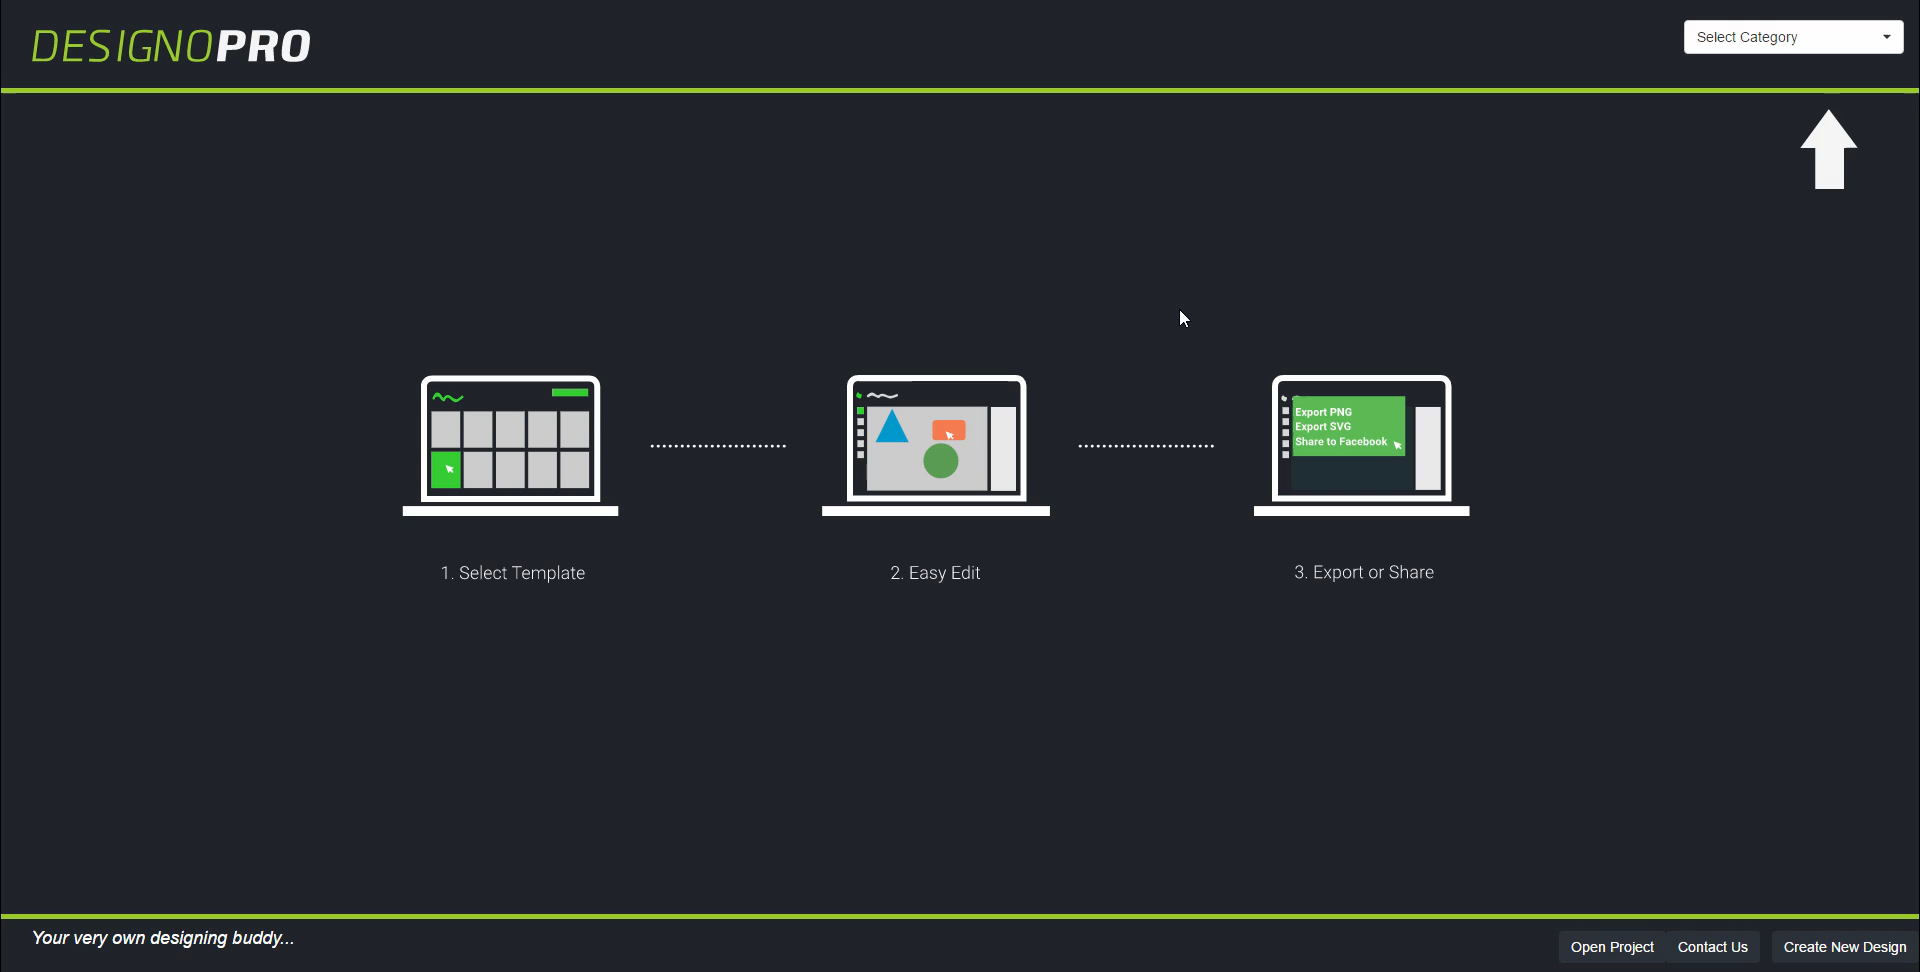 DESIGNOPRO
Select Category
Export PNG
Export SVG
Share to Facebook
1. Select Template
2. Easy Edit
3. Export or Share
Your very own designing buddy...
Open Project
Contact Us
Create New Design